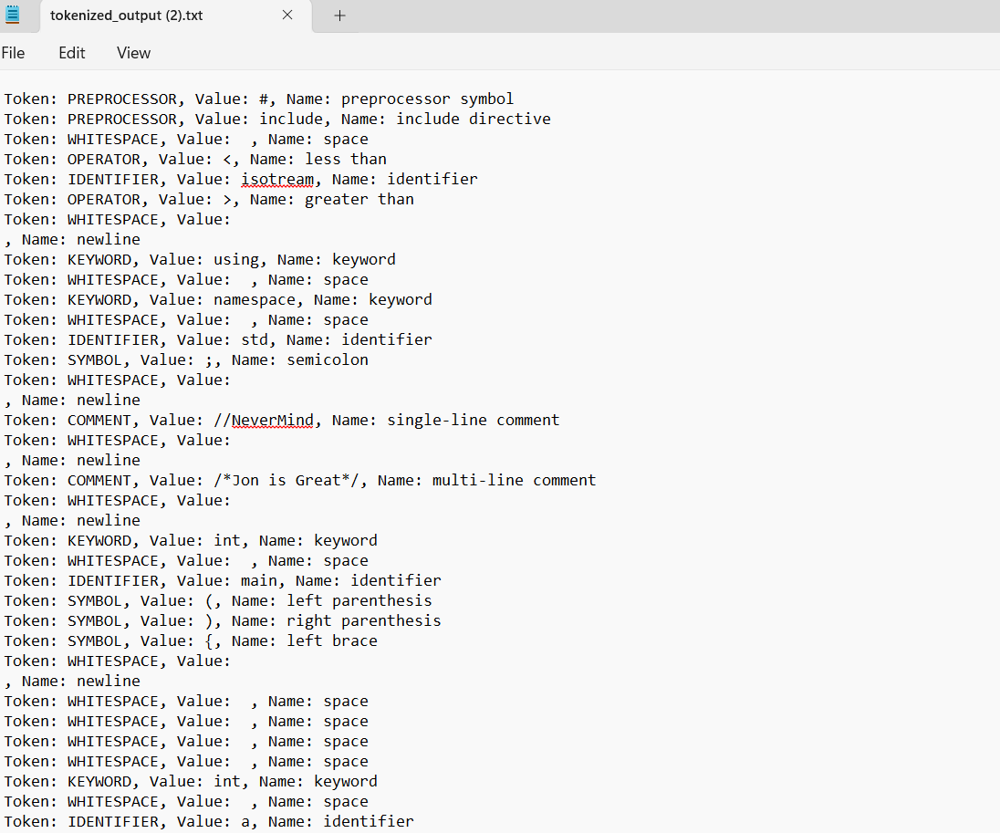 tokenized_output (2).txt
File Edit View
Token: PREPROCESSOR, Value: #, Name: preprocessor symbol
Token: PREPROCESSOR, Value: include, Name: include directive
Token: WHITESPACE, Value:  , Name: space
Token: OPERATOR, Value: <, Name: less than
Token: IDENTIFIER, Value: isotream, Name: identifier
Token: OPERATOR, Value: >, Name: greater than
Token: WHITESPACE, Value:
, Name: newline
Token: KEYWORD, Value: using, Name: keyword
Token: WHITESPACE, Value:  , Name: space
Token: KEYWORD, Value: namespace, Name: keyword
Token: WHITESPACE, Value:  , Name: space
Token: IDENTIFIER, Value: std, Name: identifier
Token: SYMBOL, Value: ;, Name: semicolon
Token: WHITESPACE, Value:
, Name: newline
Token: COMMENT, Value: //NeverMind, Name: single-line comment
Token: WHITESPACE, Value:
, Name: newline
Token: COMMENT, Value: /*Jon is Great*/, Name: multi-line comment
Token: WHITESPACE, Value:
, Name: newline
Token: KEYWORD, Value: int, Name: keyword
Token: WHITESPACE, Value:  , Name: space
Token: IDENTIFIER, Value: main, Name: identifier
Token: SYMBOL, Value: (, Name: left parenthesis
Token: SYMBOL, Value: ), Name: right parenthesis
Token: SYMBOL, Value: {, Name: left brace
Token: WHITESPACE, Value:
, Name: newline
Token: WHITESPACE, Value:  , Name: space
Token: WHITESPACE, Value:  , Name: space
Token: WHITESPACE, Value:  , Name: space
Token: WHITESPACE, Value:  , Name: space
Token: KEYWORD, Value: int, Name: keyword
Token: WHITESPACE, Value:  , Name: space
Token: IDENTIFIER, Value: a, Name: identifier